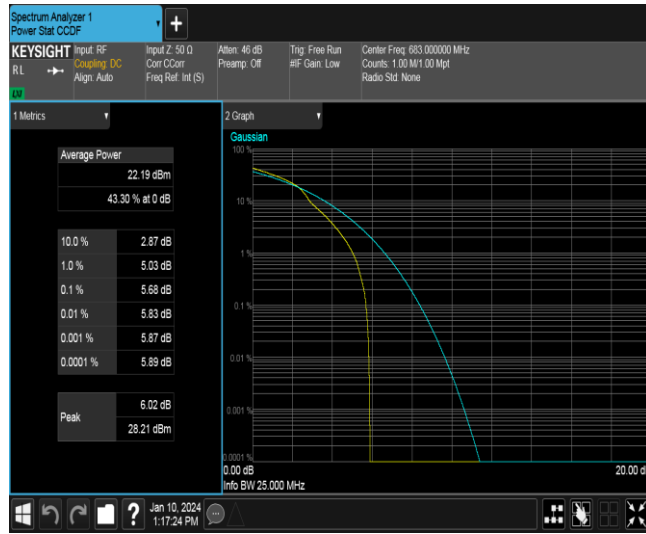 Spectrum Analyzer 1
Power Stat CCDF
+
KEYSIGHT
RL
LXI
Input: RF
Coupling: DC
Align: Auto
Input Z: 50 Ω
Corr CCorr
Freq Ref: Int (S)
Atten: 46 dB
Preamp: Off
Trig: Free Run
#IF Gain: Low
Center Freq: 683.000000 MHz
Counts: 1.00 M/1.00 Mpt
Radio Std: None
1 Metrics
Average Power
22.19 dBm
43.30 % at 0 dB
10.0 % 2.87 dB
1.0 % 5.03 dB
0.1 % 5.68 dB
0.01 % 5.83 dB
0.001 % 5.87 dB
0.0001 % 5.89 dB
Peak
6.02 dB
28.21 dBm
2 Graph
Gaussian
100 %
10 %
1 %
0.1 %
0.01 %
0.001 %
0.0001 %
0.00 dB
20.00 d
Info BW 25.000 MHz
?
Jan 10, 2024
1:17:24 PM